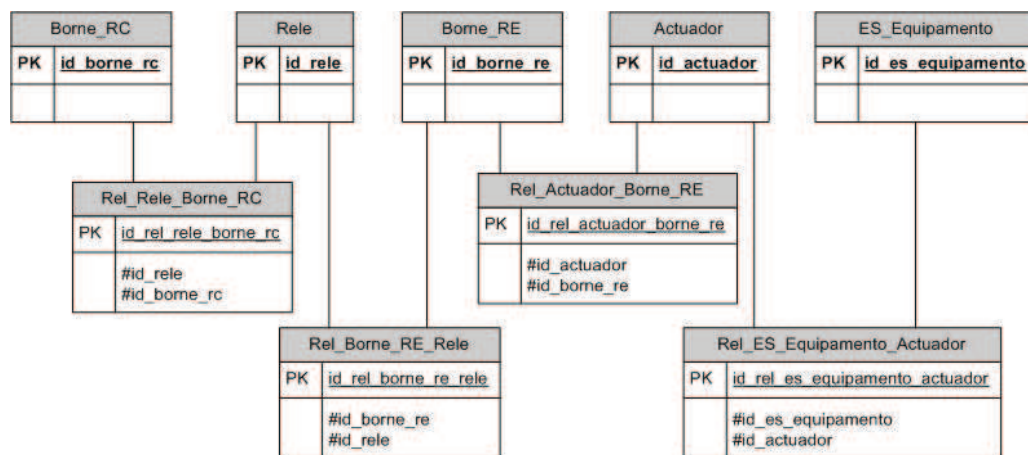 Borne_RC
PK id_borne_rc
Rele
PK id_rele
Borne_RE
PK id_borne_re
Actuador
PK id_actuador
ES_Equipamento
PK id_es_equipamento
Rel_Rele_Borne_RC
PK id_rel_rele_borne_rc
#id_rele
#id_borne_rc
Rel_Actuador_Borne_RE
PK id_rel_actuador_borne_re
#id_actuador
#id_borne_re
Rel_Borne_RE_Rele
PK id_rel_borne_re_rele
#id_borne_re
#id_rele
Rel_ES_Equipamento_Actuador
PK id_rel_es_equipamento_actuador
#id_es_equipamento
#id_actuador